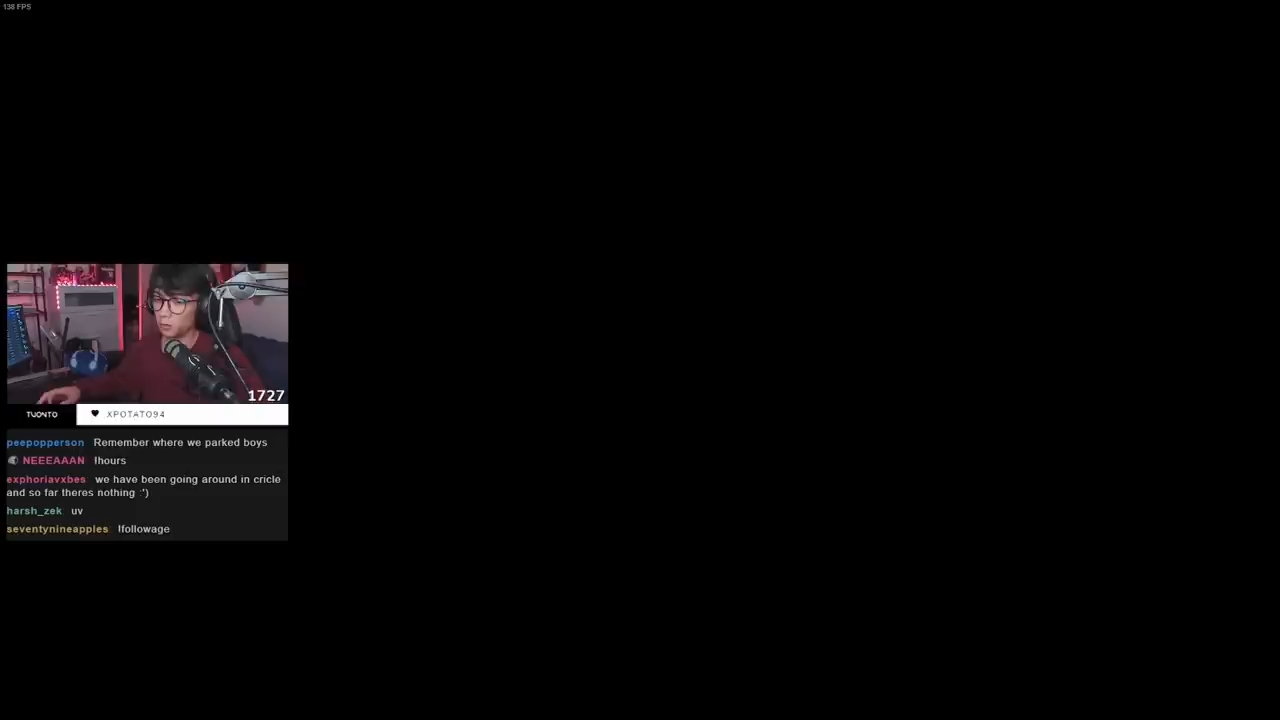 138 FPS
1727
TUONTO
XPOTATO94
peepopperson Remember where we parked boys
NEEEAAAN !hours
exphoriavxbes we have been going around in cricle
and so far theres nothing :')
harsh_zek uv
seventynineapples !followage